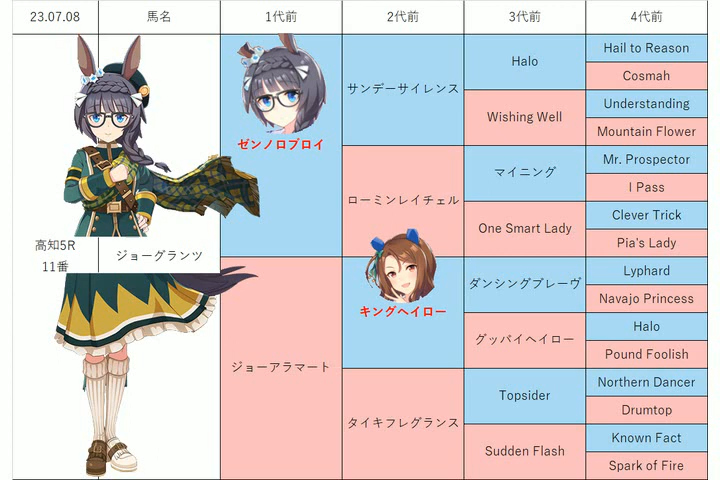 23.07.08
馬名
1代前
2代前
3代前
4代前
高知5R
11番
ジョーグランツ
ゼンノロブロイ
ジョーアラマート
サンデーサイレンス
ローミンレイチェル
キングヘイロー
タイキフレグランス
Halo
Wishing Well
マイニング
One Smart Lady
ダンシングブレーヴ
グッバイヘイロー
Topsider
Sudden Flash
Hail to Reason
Cosmah
Understanding
Mountain Flower
Mr. Prospector
I Pass
Clever Trick
Pia's Lady
Lyphard
Navajo Princess
Halo
Pound Foolish
Northern Dancer
Drumtop
Known Fact
Spark of Fire